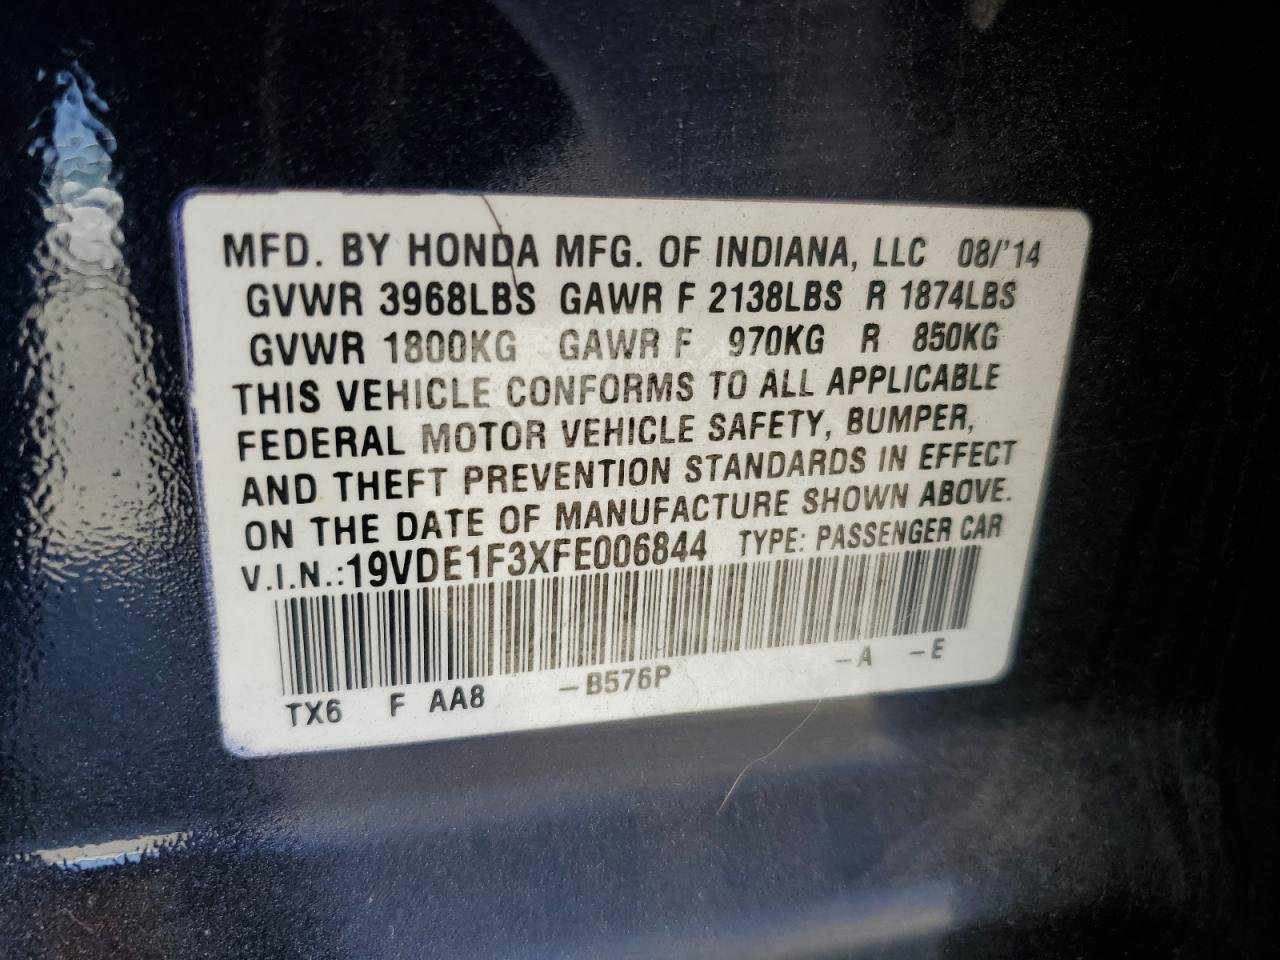 MFD. BY HONDA MFG. OF INDIANA, LLC 08/'14
GVWR 3968LBS GAWR F 2138LBS R 1874LBS
GVWR 1800KG GAWR F 970KG R 850KG
THIS VEHICLE CONFORMS TO ALL APPLICABLE
FEDERAL MOTOR VEHICLE SAFETY, BUMPER,
AND THEFT PREVENTION STANDARDS IN EFFECT
ON THE DATE OF MANUFACTURE SHOWN ABOVE.
V.I.N.:19VDE1F3XFE006844 TYPE: PASSENGER CAR
TX6 F AA8 -B576P -A -E